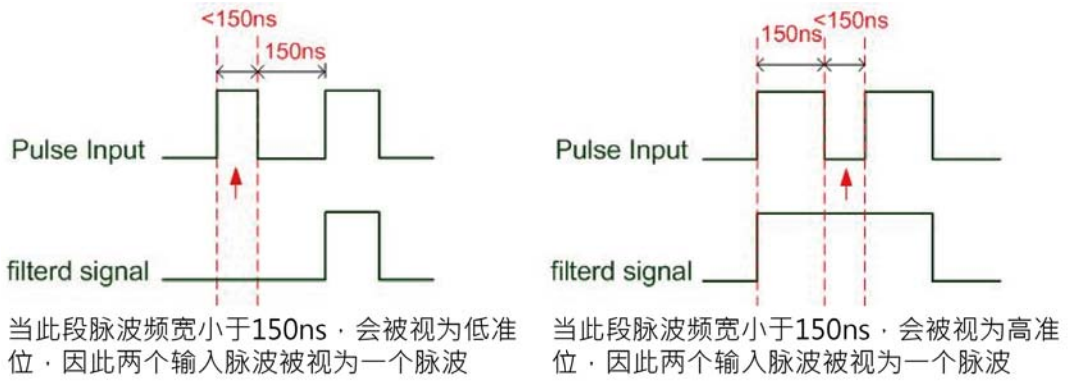 <150ns
150ns
Pulse Input
filterd signal
当此段脉波频宽小于150ns，会被视为低准
位，因此两个输入脉波被视为一个脉波
<150ns
150ns
Pulse Input
filterd signal
当此段脉波频宽小于150ns，会被视为高准
位，因此两个输入脉波被视为一个脉波